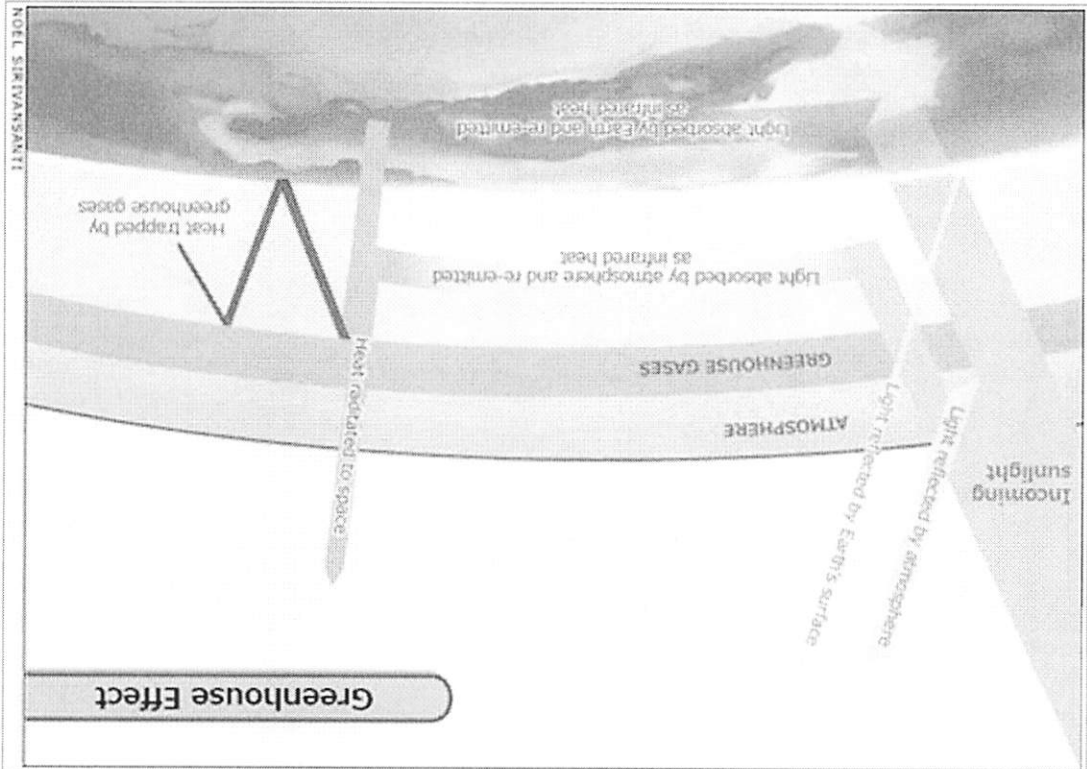 Greenhouse Effect
Incoming
sunlight
Light reflected by atmosphere
Light reflected by Earth's surface
Heat radiated to space
ATMOSPHERE
GREENHOUSE GASES
Light absorbed by atmosphere and re-emitted
as infrared heat
Heat trapped by
greenhouse gases
Light absorbed by Earth and re-emitted
as infrared heat
NOEL SIRIVANSANTI